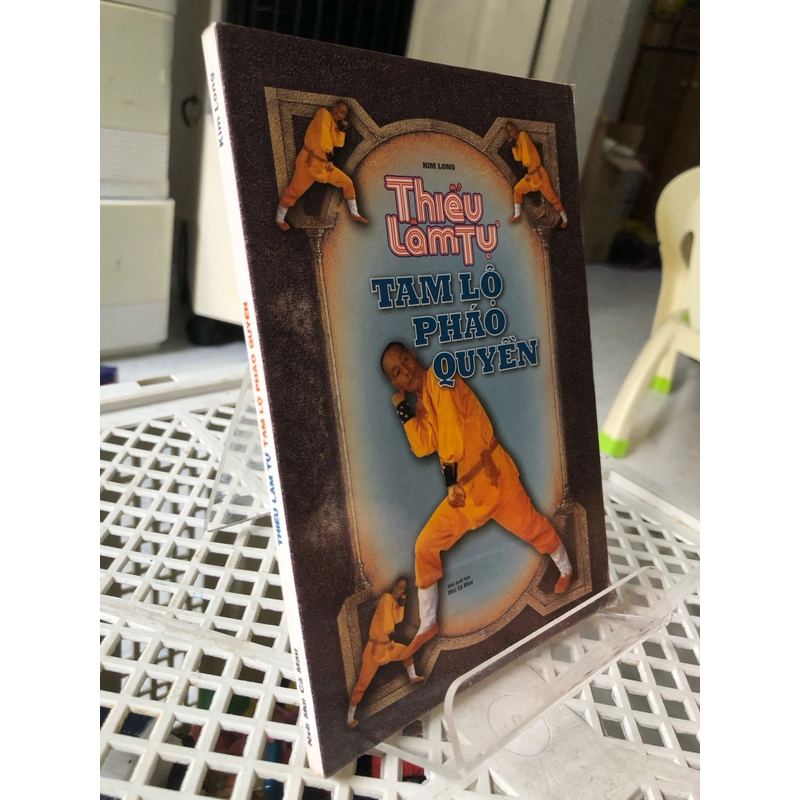 KIM LONG
Thiếu
Lâm Tự
TAM LỘ
PHÁO
QUYỀN
Nhà xuất bản
Mũi Cà Mau
Kim Long
THIẾU LÂM TỰ TAM LỘ PHÁO QUYỀN
Nxb Mũi Cà Mau